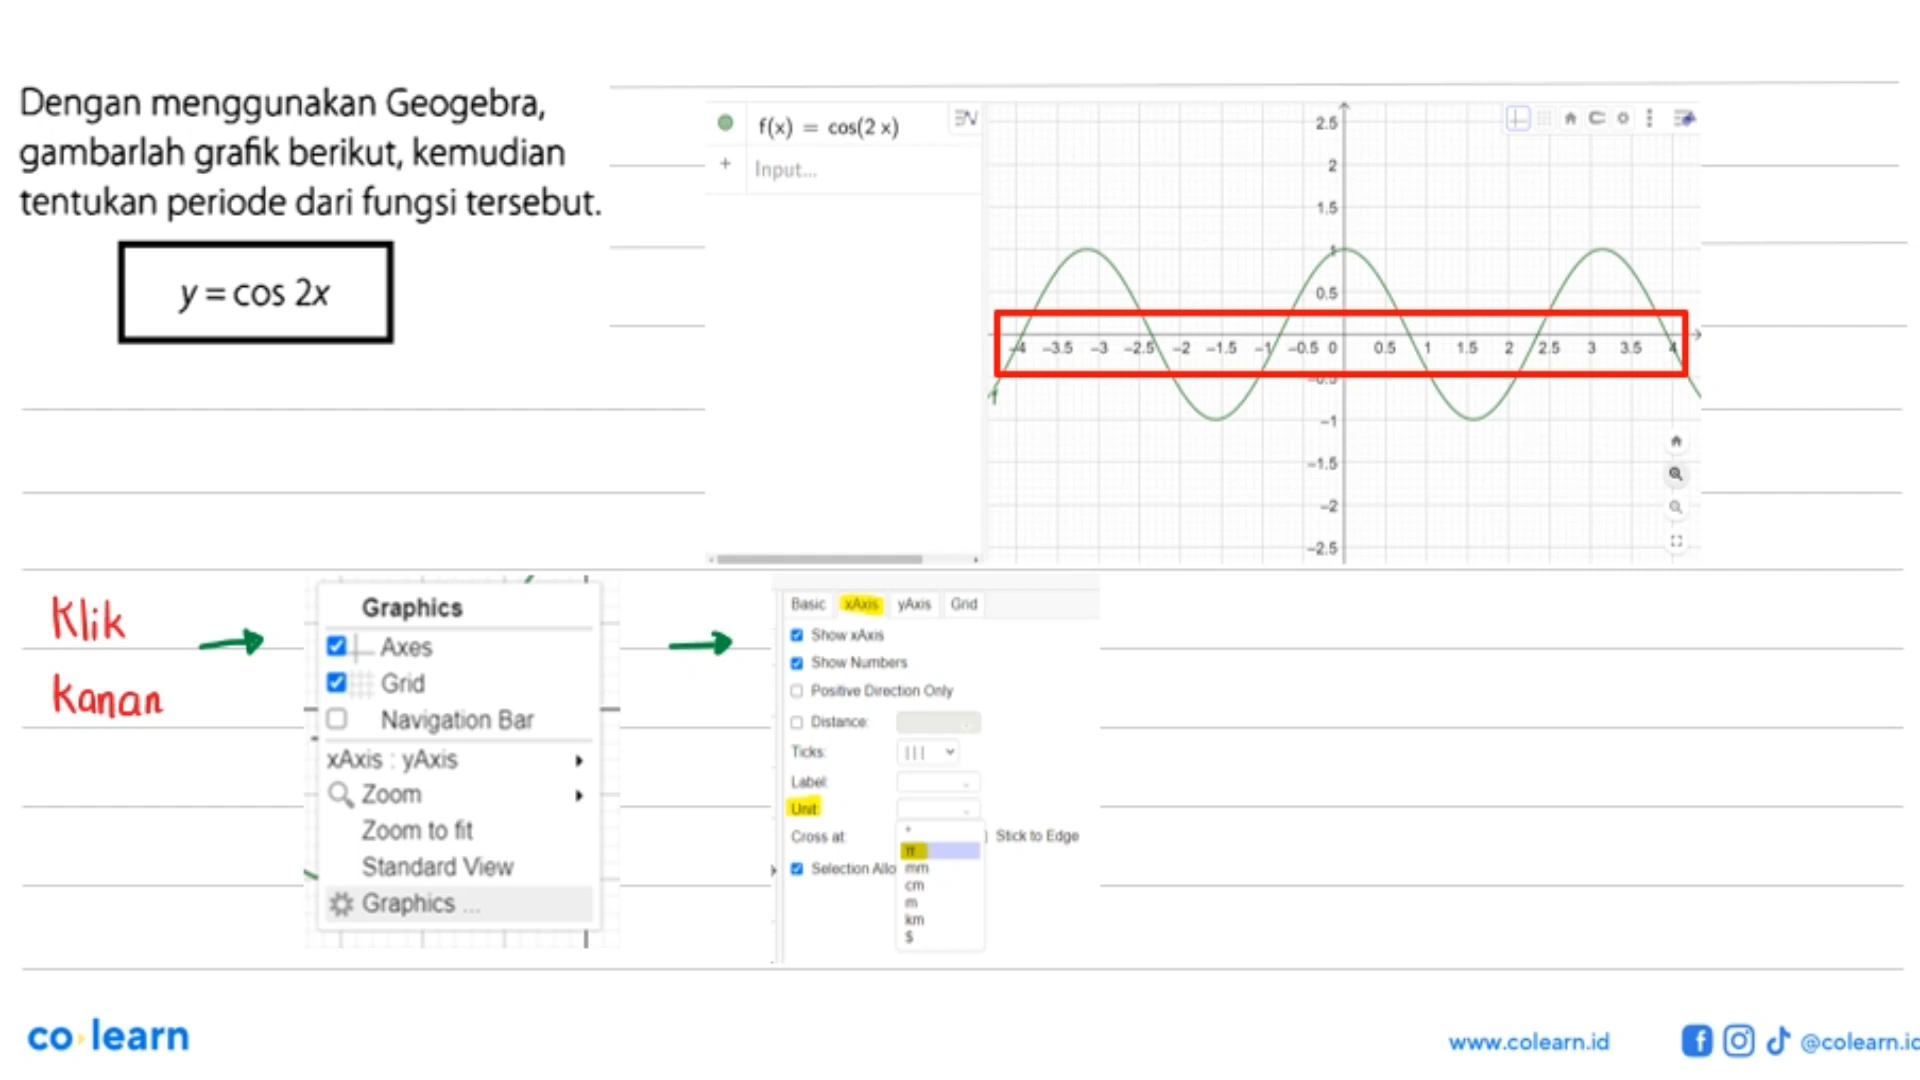 Dengan menggunakan Geogebra,
gambarlah grafik berikut, kemudian
tentukan periode dari fungsi tersebut.
y = cos 2x
f(x) = cos(2 x)
+ Input...
2.5
2
1.5
1
0.5
-4 -3.5 -3 -2.5 -2 -1.5 -1 -0.5 0 0.5 1 1.5 2 2.5 3 3.5 4
-0.5
f
-1
-1.5
-2
-2.5
Klik
Kanan
Graphics
Axes
Grid
Navigation Bar
xAxis : yAxis
Zoom
Zoom to fit
Standard View
Graphics ...
Basic xAxis yAxis Grid
Show xAxis
Show Numbers
Positive Direction Only
Distance:
Ticks:
Label:
Unit:
°
Cross at: Stick to Edge
π
Selection Allo
mm
cm
m
km
$
co learn
www.colearn.id @colearn.id